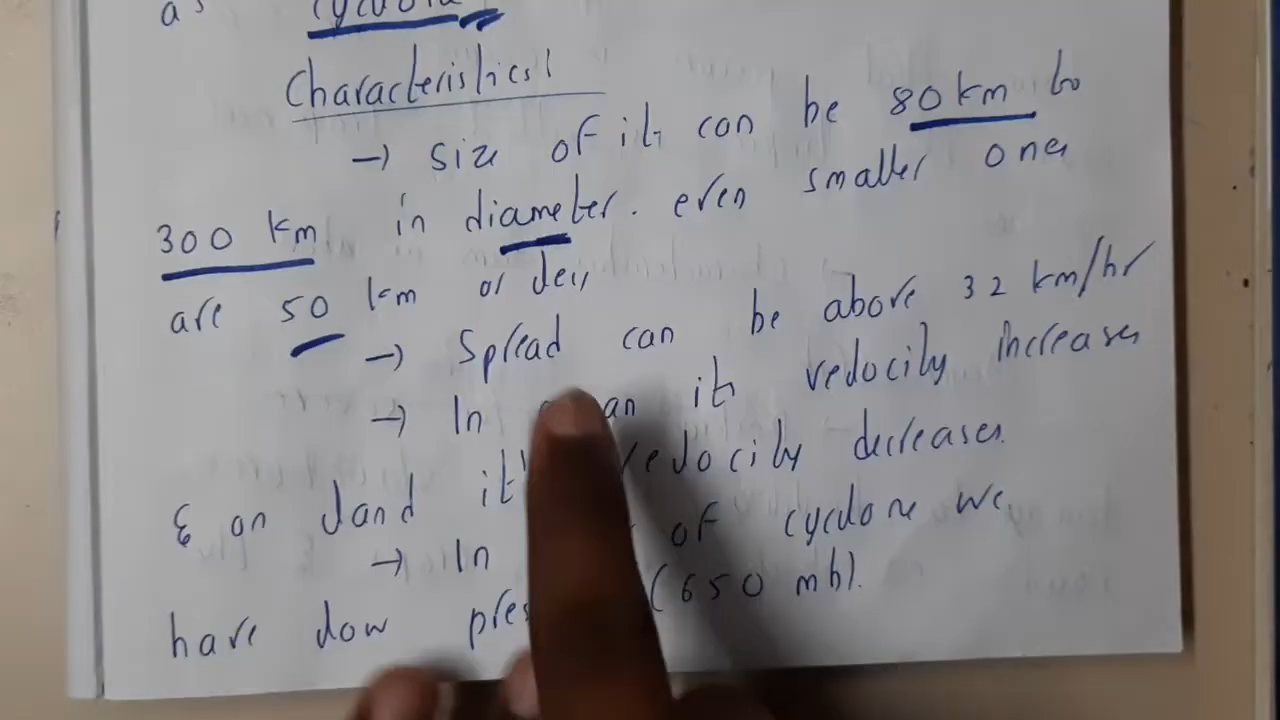 as
Characteristics!
→ size of it can be 80 km to
300 km in diameter. even smaller ones
are 50 km or less
→ Spread can be above 32 km/hr
→ In it velocity increases
& on land it velocity decreases.
→ In of cyclone we
have low (650 mb).